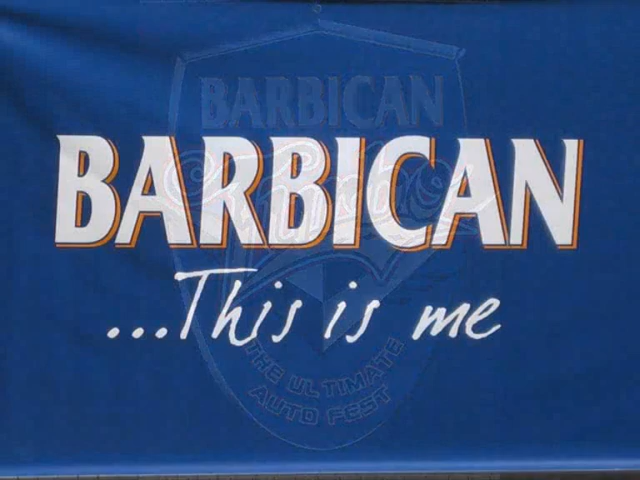 BARBICAN
BARBICAN
...This is me
THE ULTIMATE
AUTO FEST